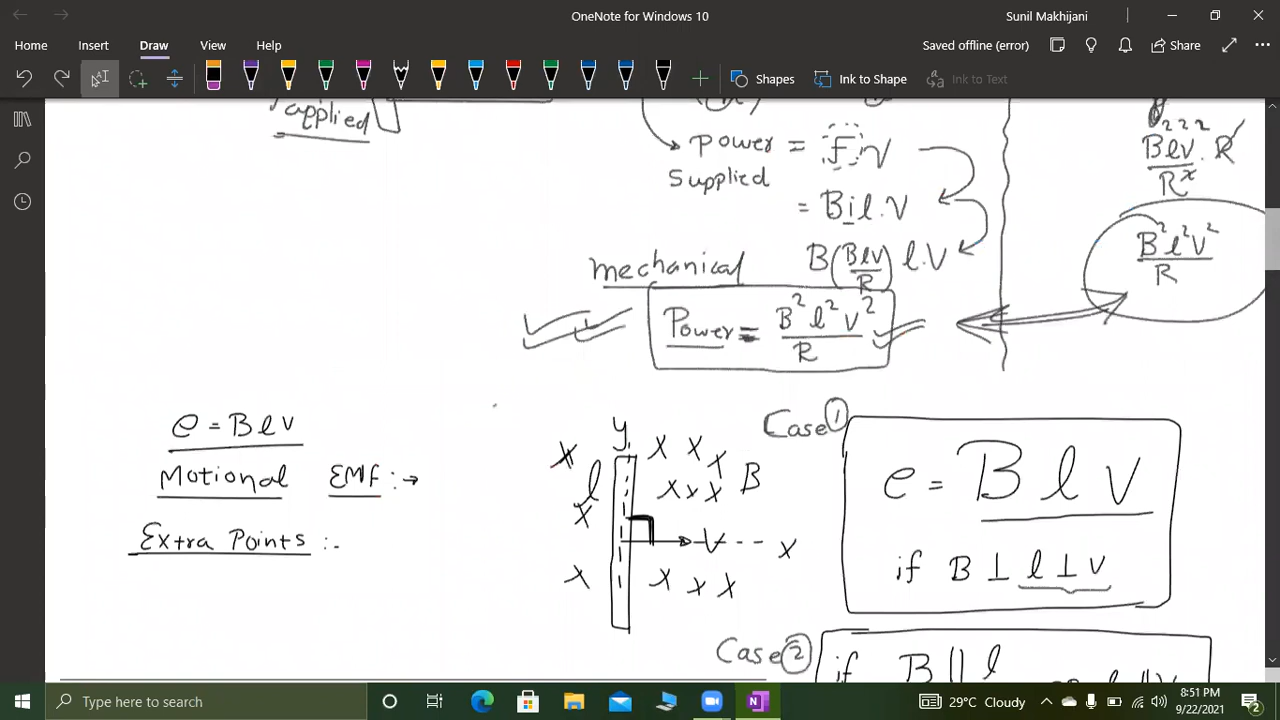 OneNote for Windows 10
Sunil Makhijani
Home Insert Draw View Help
Saved offline (error)
Share
Shapes
Ink to Shape
Ink to Text
applied
Power = F V
Supplied
= Bil.V
B(Blv/R) l.V
mechanical
Power = B²l²V²/R
Blv/R . R
B²l²V²/R
e = Blv
Motional EMF :→
Extra Points :-
y
x x x x
l
x x x B
x
V x
x x x x
Case ①
e = B l V
if B ⊥ l ⊥ V
Case ②
if B || l
Type here to search
29°C Cloudy
8:51 PM
9/22/2021
2